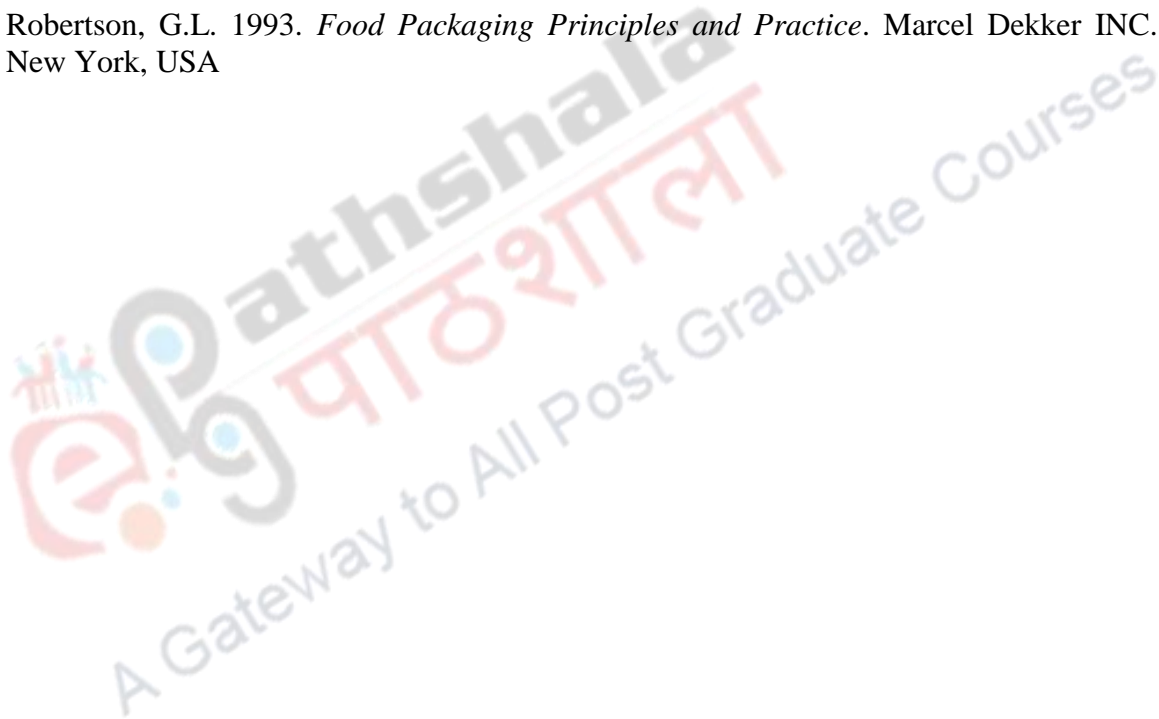 Robertson, G.L. 1993. Food Packaging Principles and Practice. Marcel Dekker INC.
New York, USA
e
pg
athshala
पाठशाला
A Gateway to All Post Graduate Courses